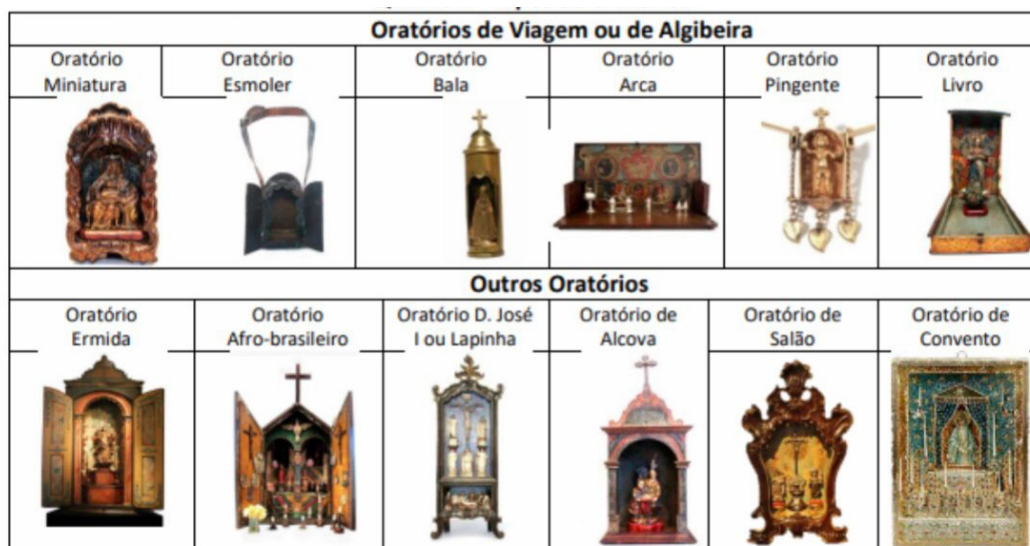 Oratórios de Viagem ou de Algibeira
Oratório Miniatura
Oratório Esmoler
Oratório Bala
Oratório Arca
Oratório Pingente
Oratório Livro
Outros Oratórios
Oratório Ermida
Oratório Afro-brasileiro
Oratório D. José I ou Lapinha
Oratório de Alcova
Oratório de Salão
Oratório de Convento